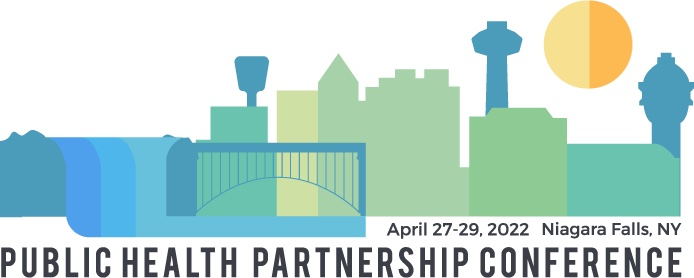 April 27-29, 2022 Niagara Falls, NY
PUBLIC HEALTH PARTNERSHIP CONFERENCE